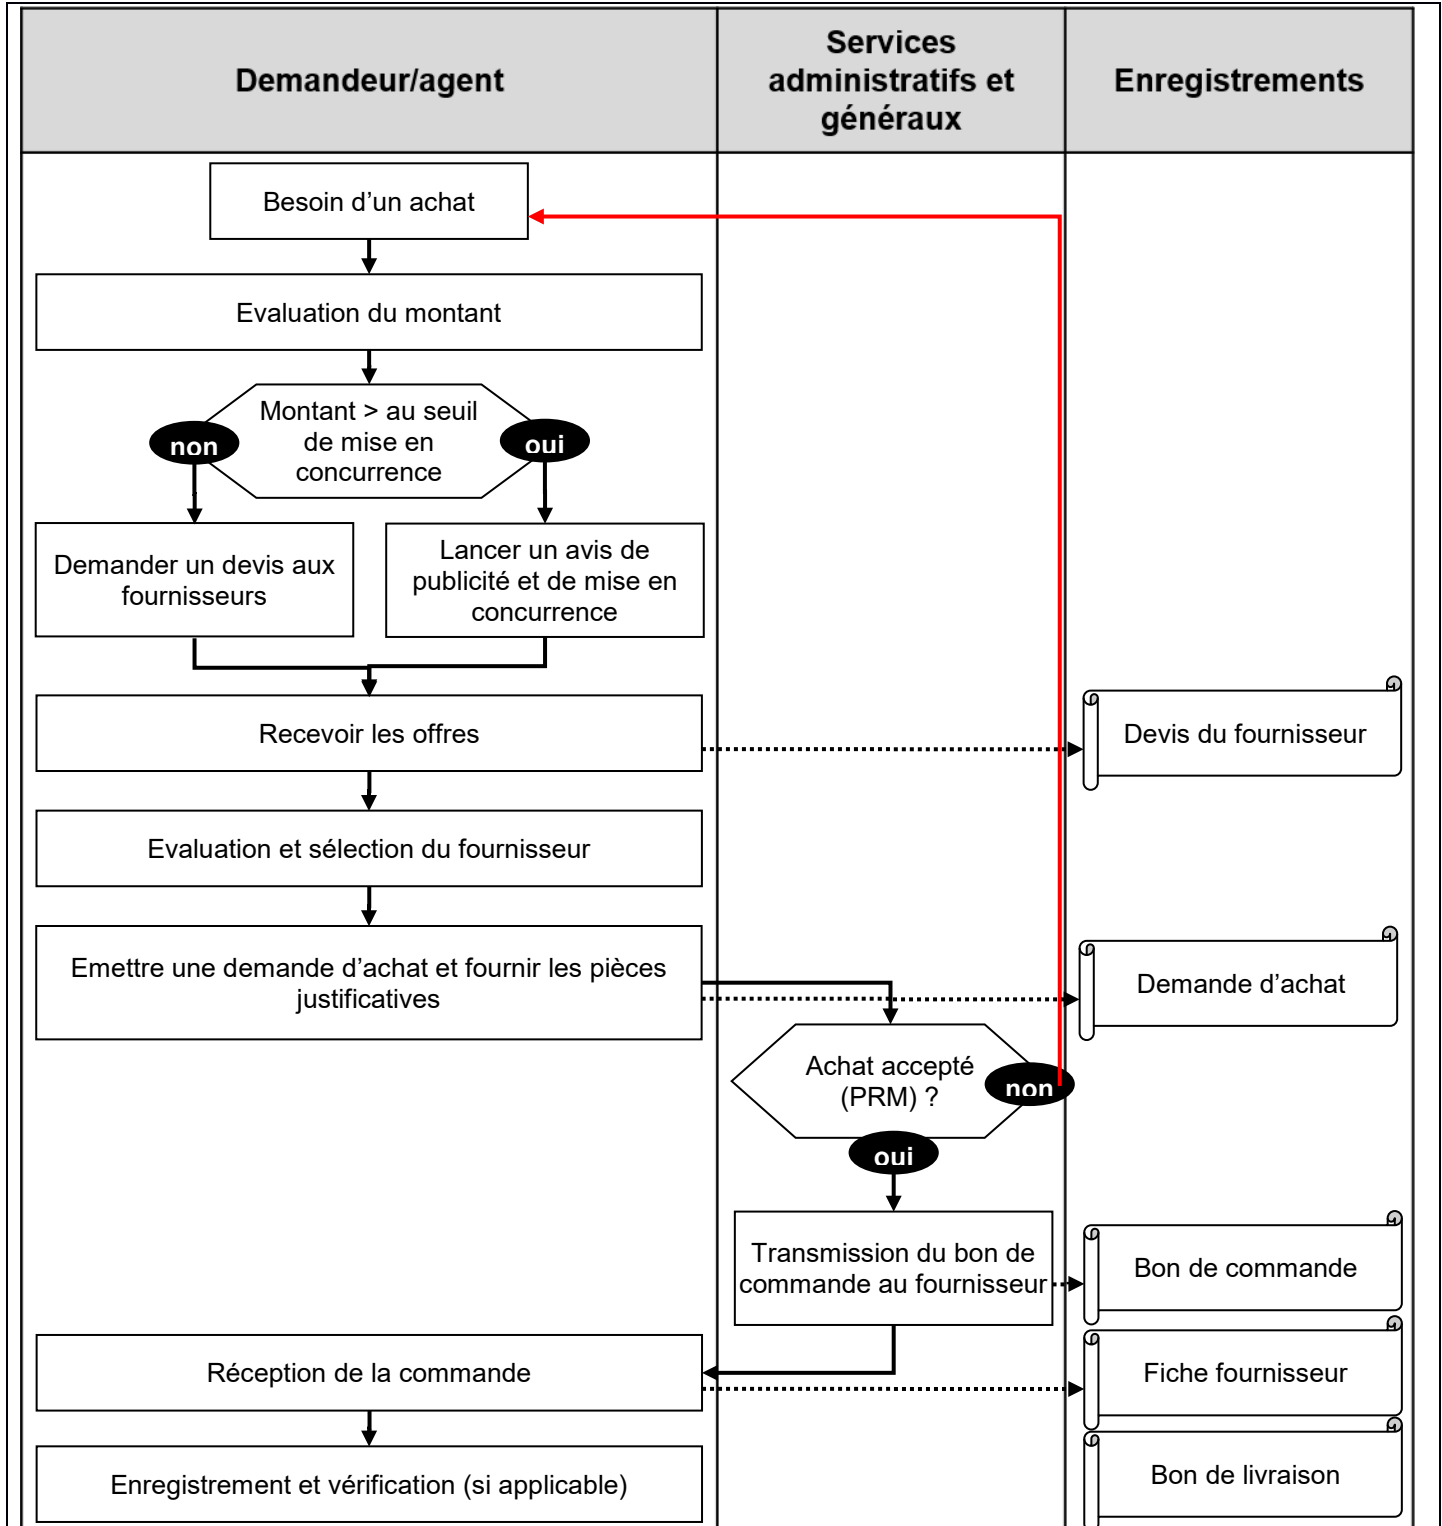 Demandeur/agent
Services
administratifs et
généraux
Enregistrements
Besoin d'un achat
Evaluation du montant
Montant > au seuil
de mise en
concurrence
non
oui
Demander un devis aux
fournisseurs
Lancer un avis de
publicité et de mise en
concurrence
Recevoir les offres
Devis du fournisseur
Evaluation et sélection du fournisseur
Emettre une demande d'achat et fournir les pièces
justificatives
Demande d'achat
Achat accepté
(PRM) ?
non
oui
Transmission du bon de
commande au fournisseur
Bon de commande
Réception de la commande
Fiche fournisseur
Enregistrement et vérification (si applicable)
Bon de livraison